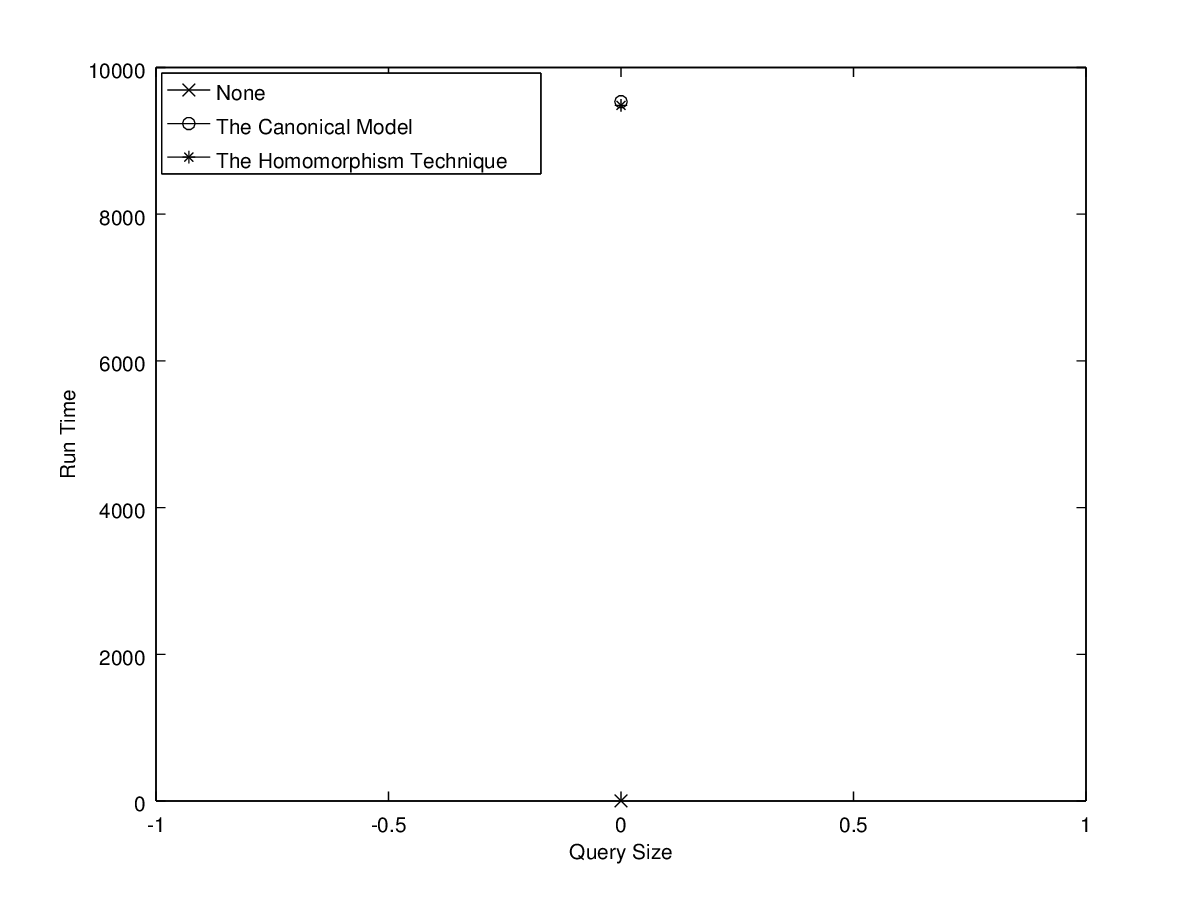 10000
8000
6000
4000
2000
0
None
The Canonical Model
The Homomorphism Technique
Run Time
-1
-0.5
0
0.5
1
Query Size